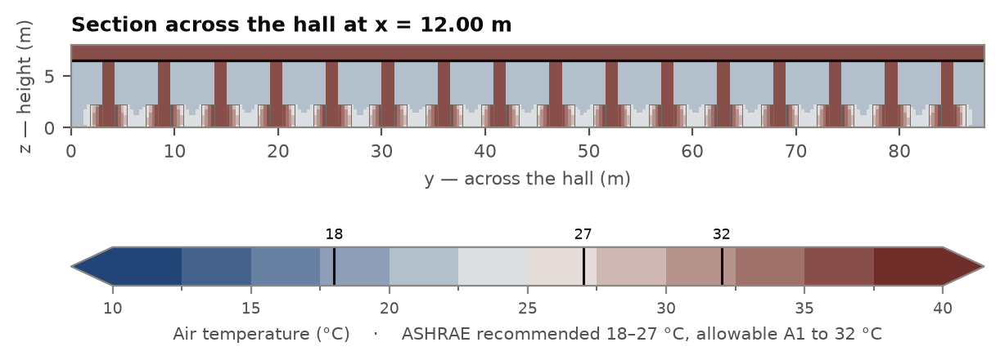 Section across the hall at x = 12.00 m
z — height (m)
5
0
0 10 20 30 40 50 60 70 80
y — across the hall (m)
18 27 32
10 15 20 25 30 35 40
Air temperature (°C) · ASHRAE recommended 18–27 °C, allowable A1 to 32 °C